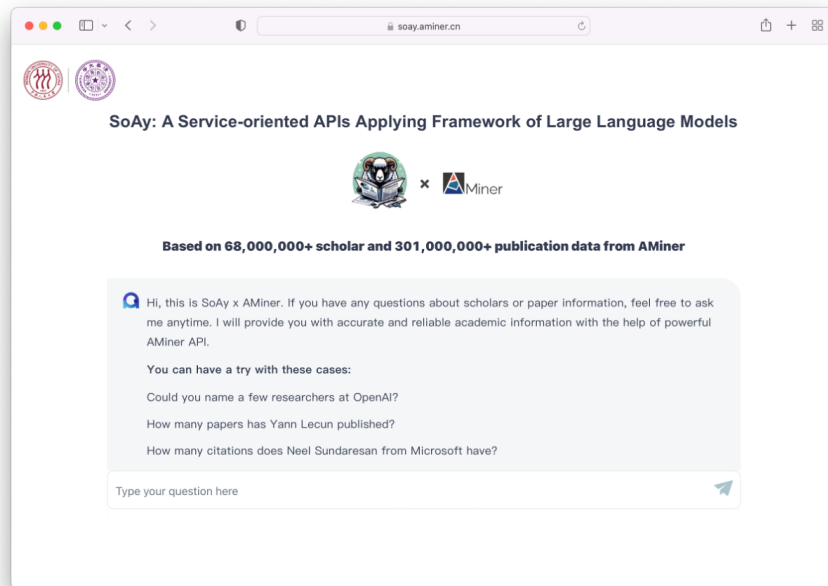 soay.aminer.cn
SoAy: A Service-oriented APIs Applying Framework of Large Language Models
×
AMiner
Based on 68,000,000+ scholar and 301,000,000+ publication data from AMiner
Hi, this is SoAy x AMiner. If you have any questions about scholars or paper information, feel free to ask
me anytime. I will provide you with accurate and reliable academic information with the help of powerful
AMiner API.
You can have a try with these cases:
Could you name a few researchers at OpenAI?
How many papers has Yann Lecun published?
How many citations does Neel Sundaresan from Microsoft have?
Type your question here